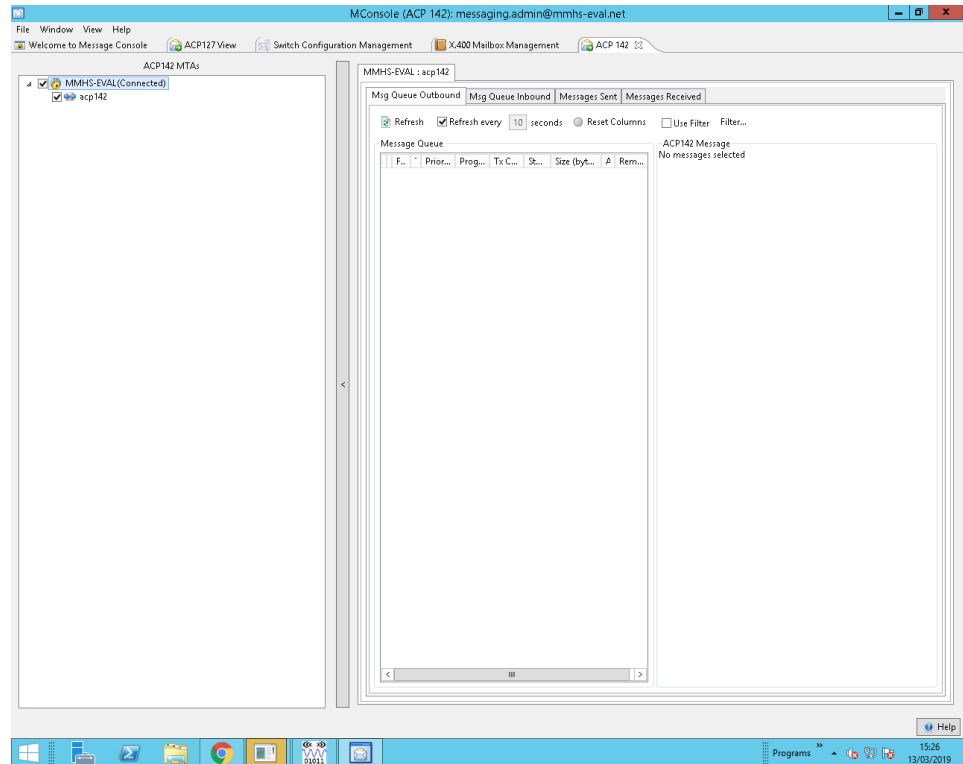 MConsole (ACP 142): messaging.admin@mmhs-eval.net
File Window View Help
Welcome to Message Console ACP127 View Switch Configuration Management X.400 Mailbox Management ACP 142
ACP142 MTAs
MMHS-EVAL(Connected)
acp142
MMHS-EVAL : acp142
Msg Queue Outbound Msg Queue Inbound Messages Sent Messages Received
Refresh Refresh every 10 seconds Reset Columns Use Filter Filter...
Message Queue
F... Prior... Prog... Tx C... St... Size (byt... A Rem...
ACP142 Message
No messages selected
<
Help
01011
Programs
15:26
13/03/2019